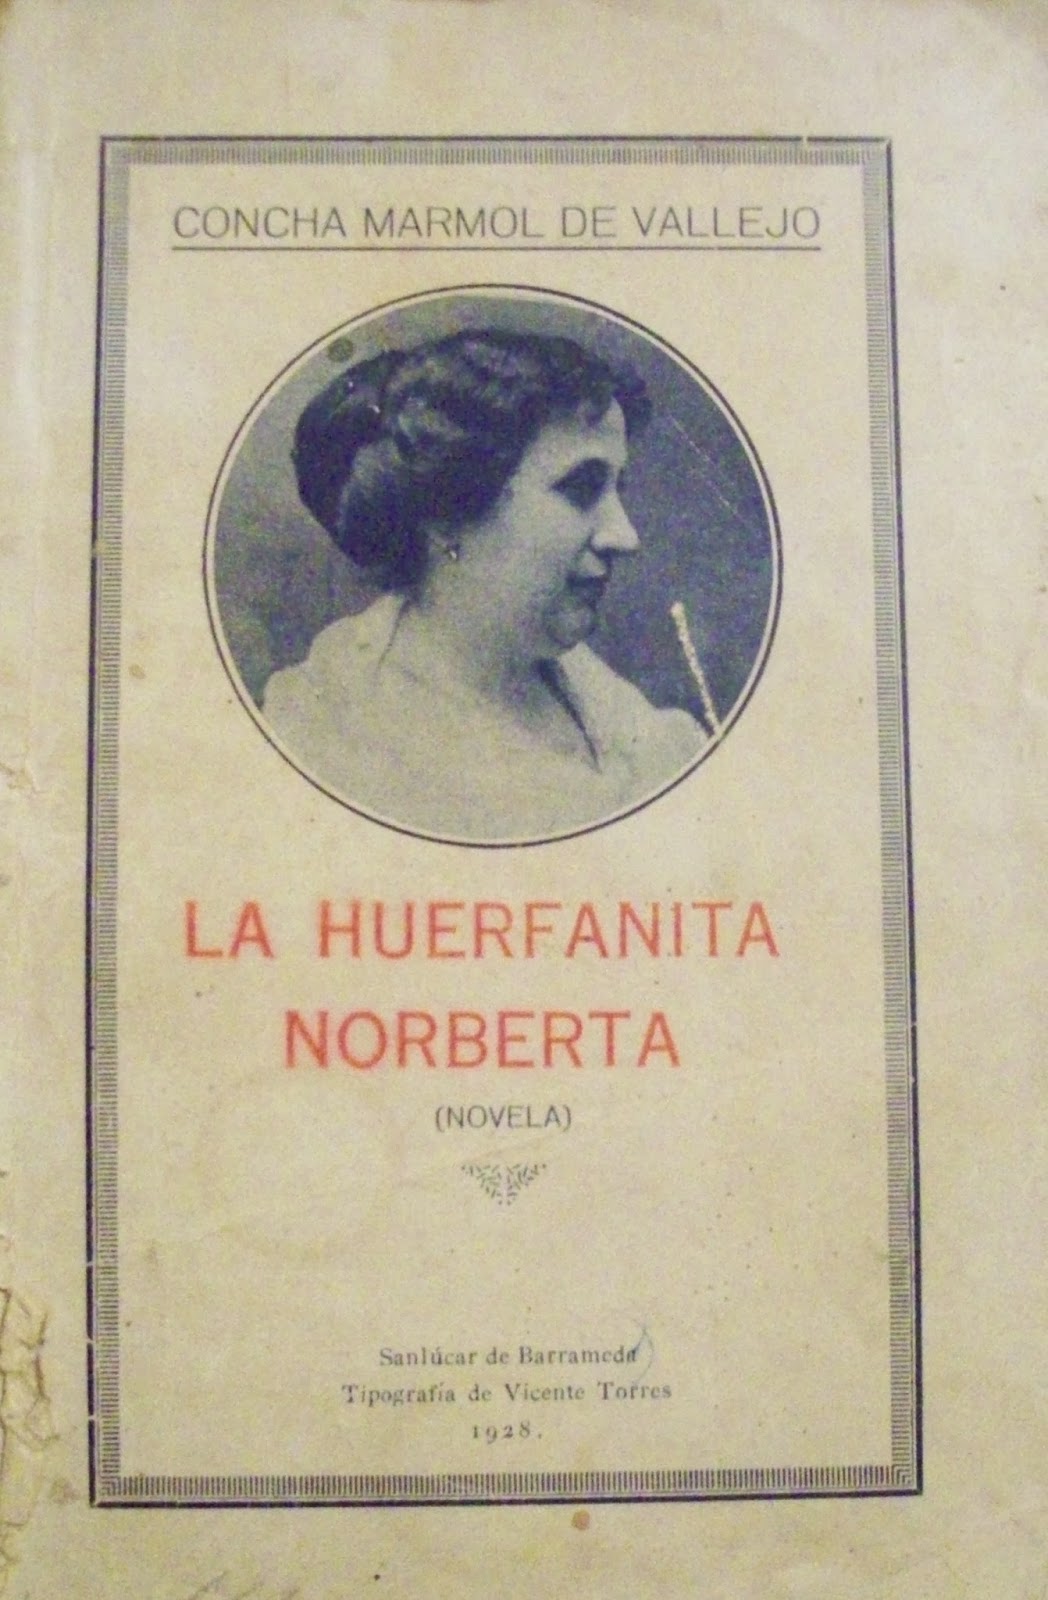 CONCHA MARMOL DE VALLEJO
LA HUERFANITA
NORBERTA
(NOVELA)
Sanlúcar de Barrameda
Tipografía de Vicente Torres
1928.